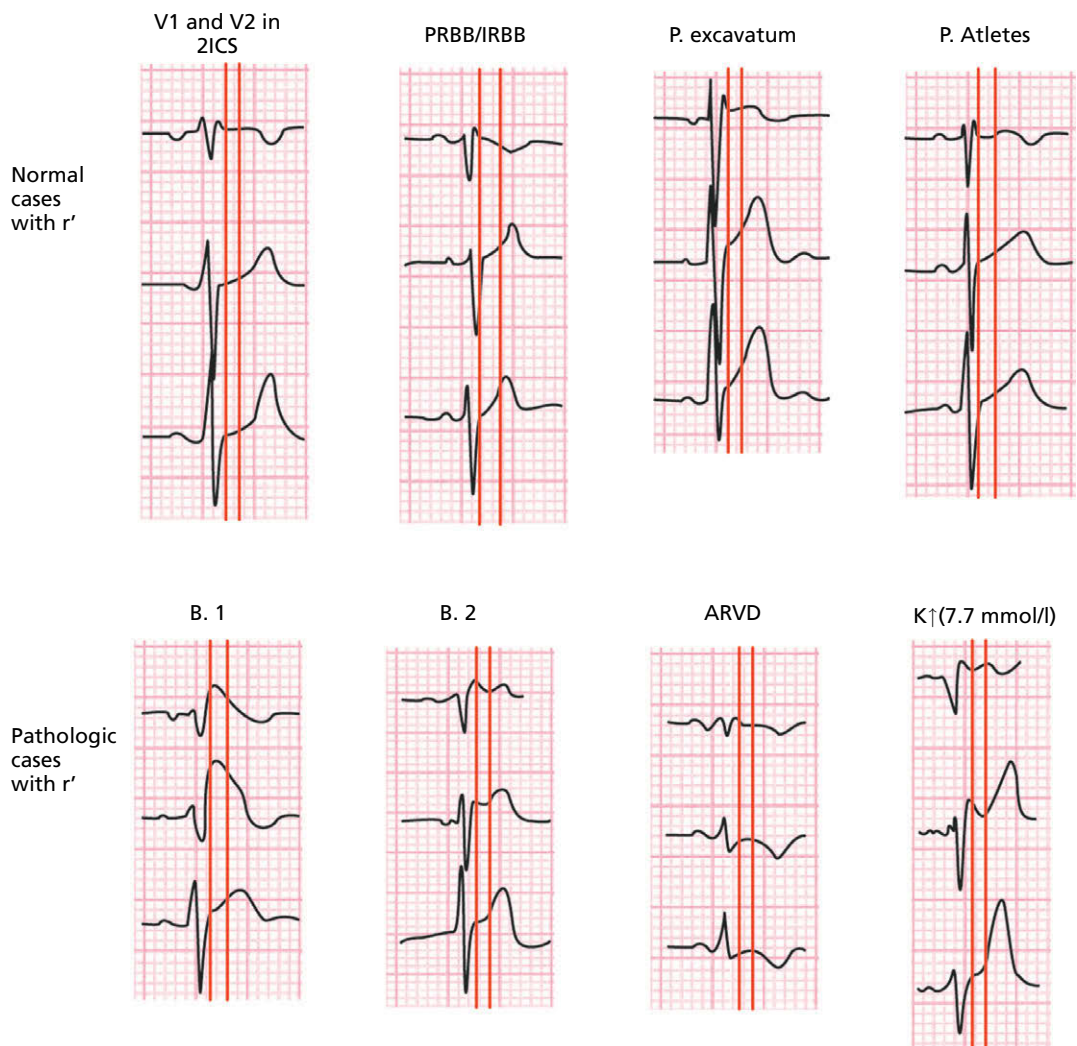 V1 and V2 in
2ICS
PRBB/IRBB
P. excavatum
P. Atletes
Normal
cases
with r’
B. 1
B. 2
ARVD
K↑(7.7 mmol/l)
Pathologic
cases
with r’